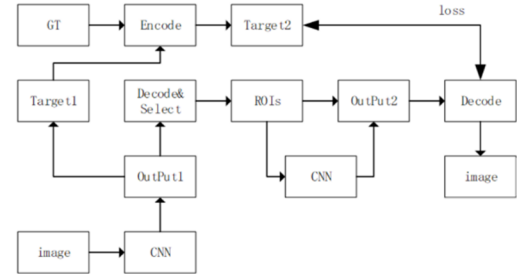 loss
GT
Encode
Target2
Target1
Decode&
Select
ROIs
OutPut2
Decode
OutPut1
CNN
image
image
CNN